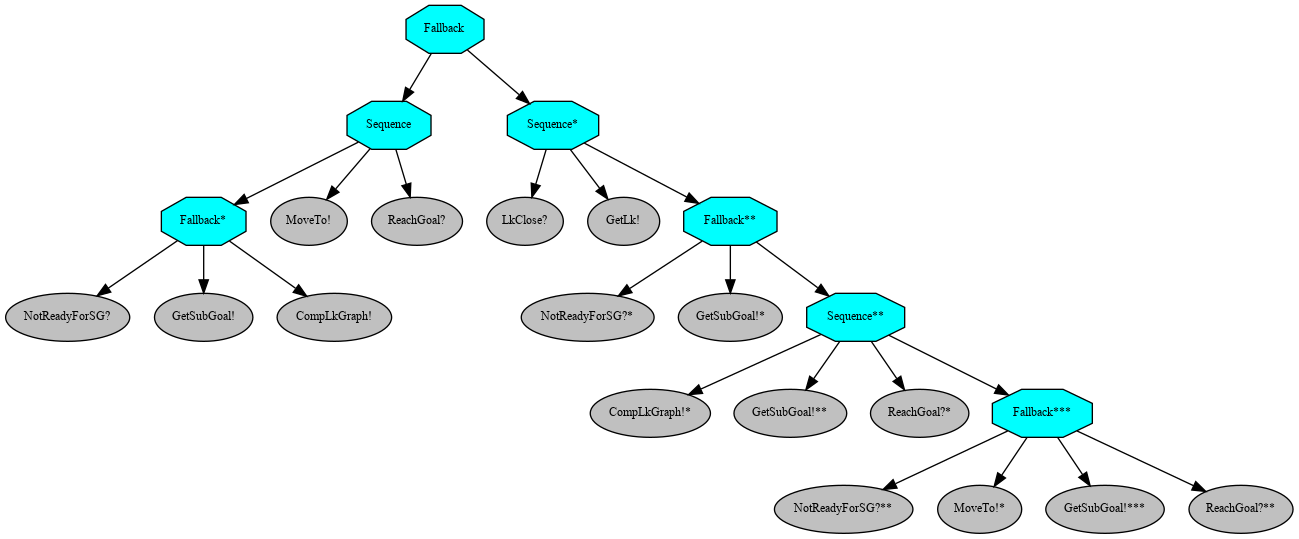 Fallback
Sequence
Sequence*
Fallback*
MoveTo!
ReachGoal?
LkClose?
GetLk!
Fallback**
NotReadyForSG?
GetSubGoal!
CompLkGraph!
NotReadyForSG?*
GetSubGoal!*
Sequence**
CompLkGraph!*
GetSubGoal!**
ReachGoal?*
Fallback***
NotReadyForSG?**
MoveTo!*
GetSubGoal!***
ReachGoal?**